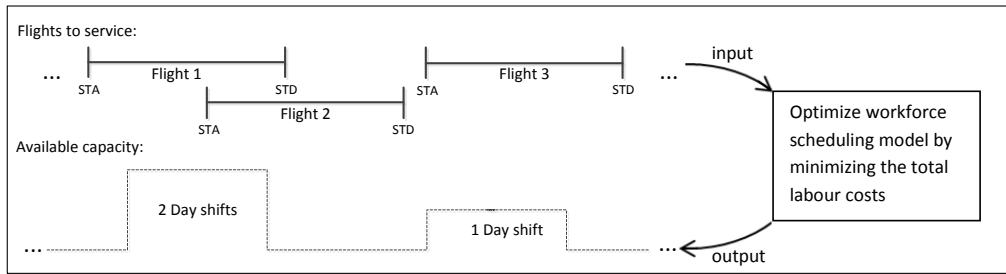 Flights to service:
input
...
Flight 1
Flight 3
...
STA
STD
STA
STD
Flight 2
STA
STD
Optimize workforce
scheduling model by
minimizing the total
labour costs
Available capacity:
2 Day shifts
1 Day shift
...
...
output